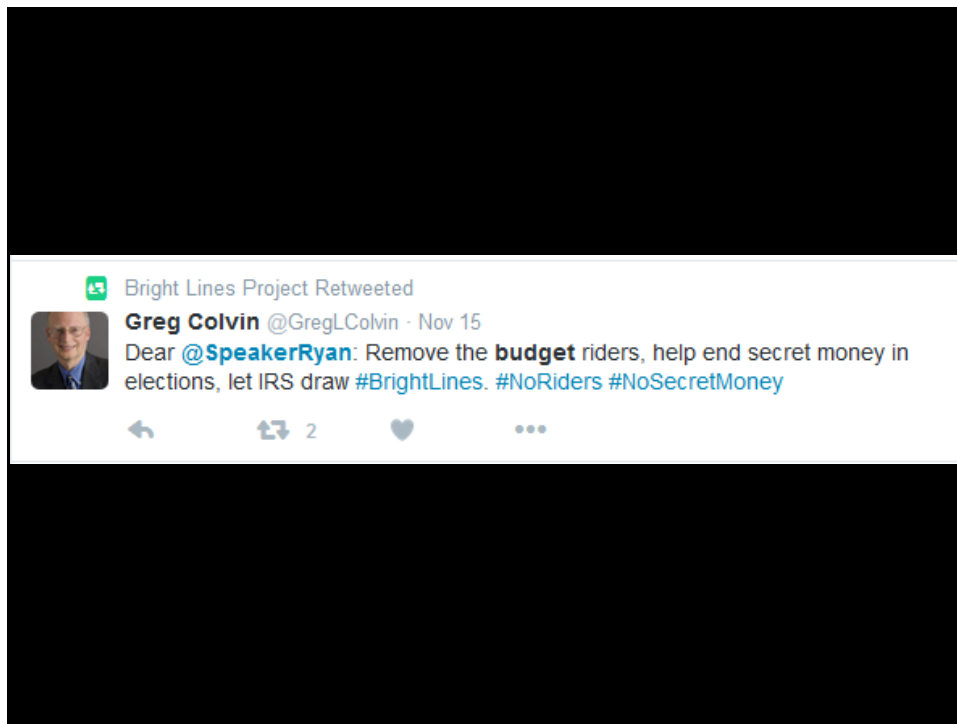 Bright Lines Project Retweeted
Greg Colvin @GregLColvin · Nov 15
Dear @SpeakerRyan: Remove the budget riders, help end secret money in
elections, let IRS draw #BrightLines. #NoRiders #NoSecretMoney
2